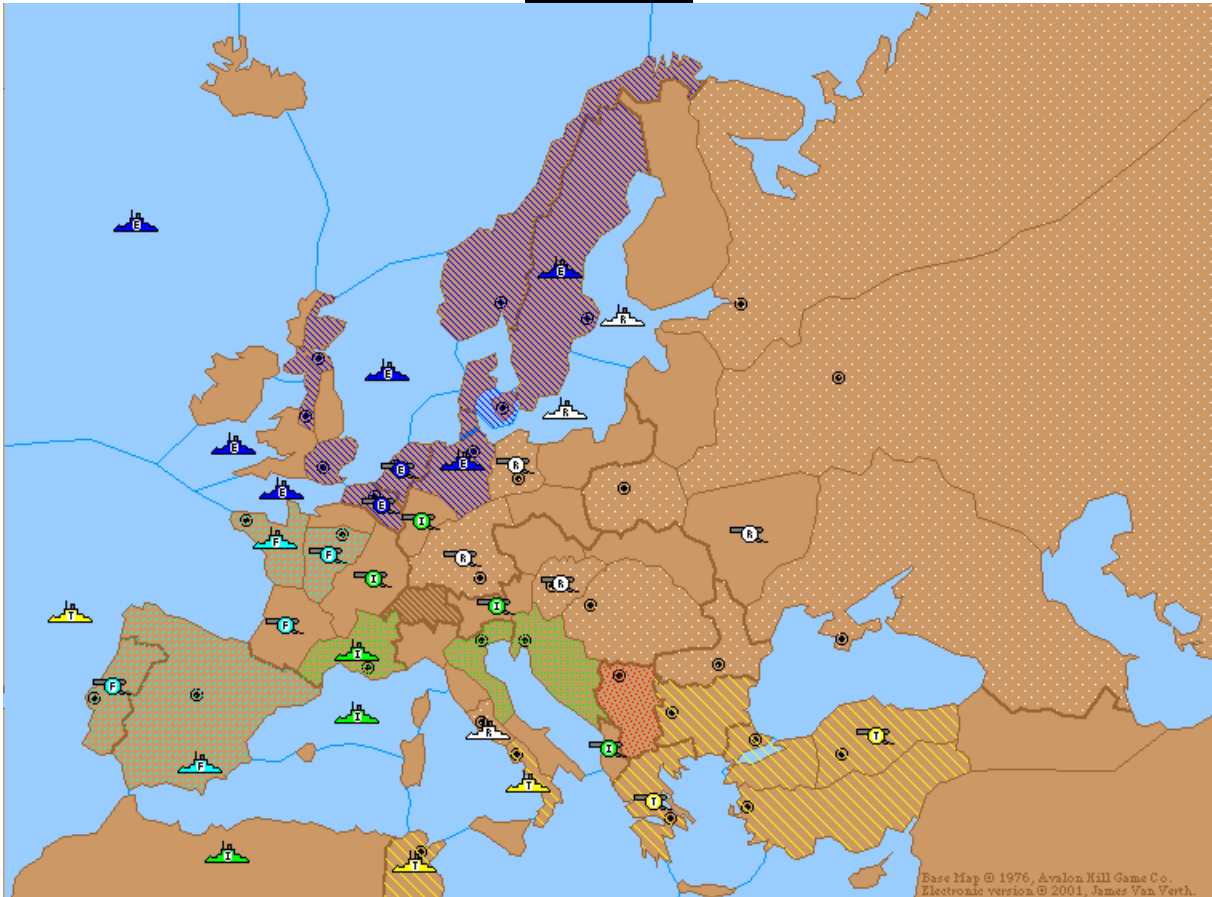 E
E
R
E
R
E
E
R
E
E
E
I
R
F
F
R
I
R
I
T
F
I
F
I
R
T
I
F
T
T
I
T
Base Map © 1976, Avalon Hill Game Co.
Electronic version © 2001, James Van Verth.